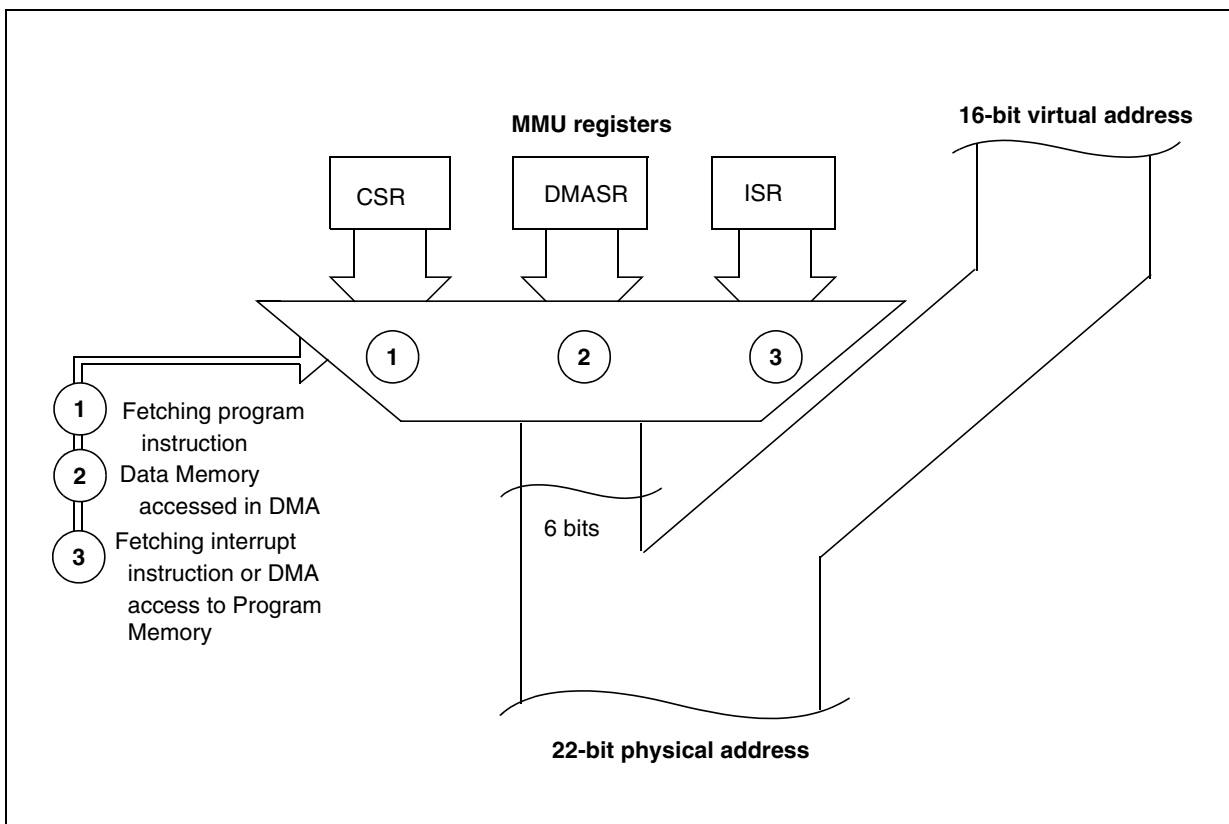 MMU registers
16-bit virtual address
CSR
DMASR
ISR
1
2
3
1 Fetching program
instruction
2 Data Memory
accessed in DMA
3 Fetching interrupt
instruction or DMA
access to Program
Memory
6 bits
22-bit physical address